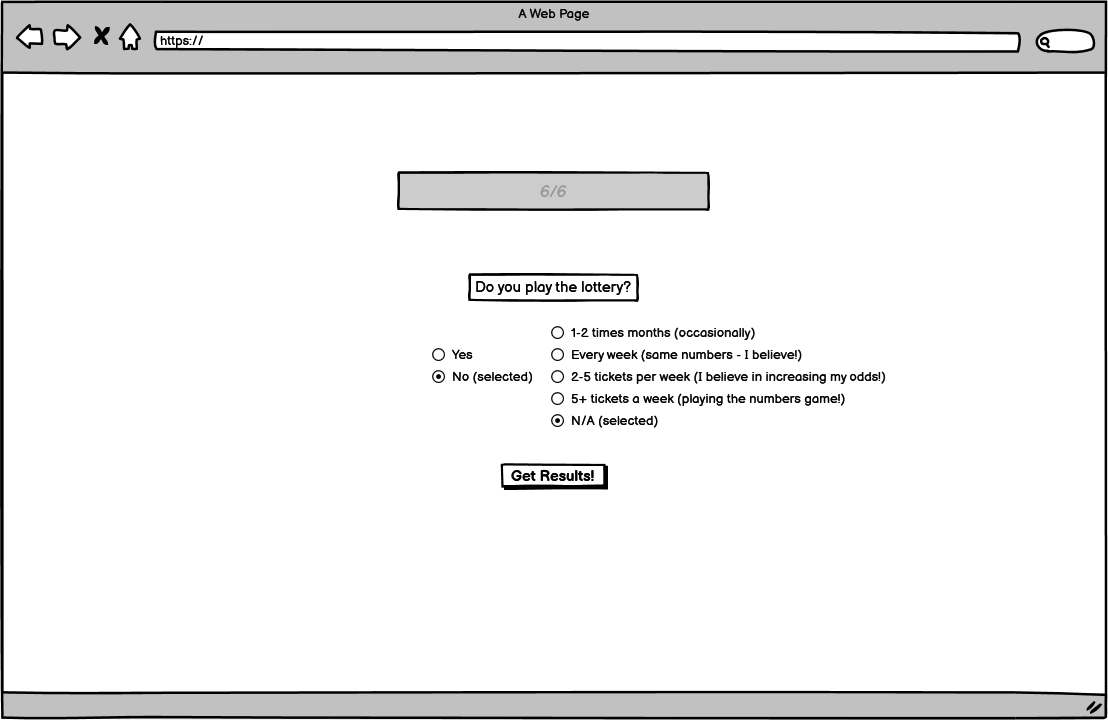 A Web Page
https://
6/6
Do you play the lottery?
1-2 times months (occasionally)
Yes
Every week (same numbers - I believe!)
No (selected)
2-5 tickets per week (I believe in increasing my odds!)
5+ tickets a week (playing the numbers game!)
N/A (selected)
Get Results!